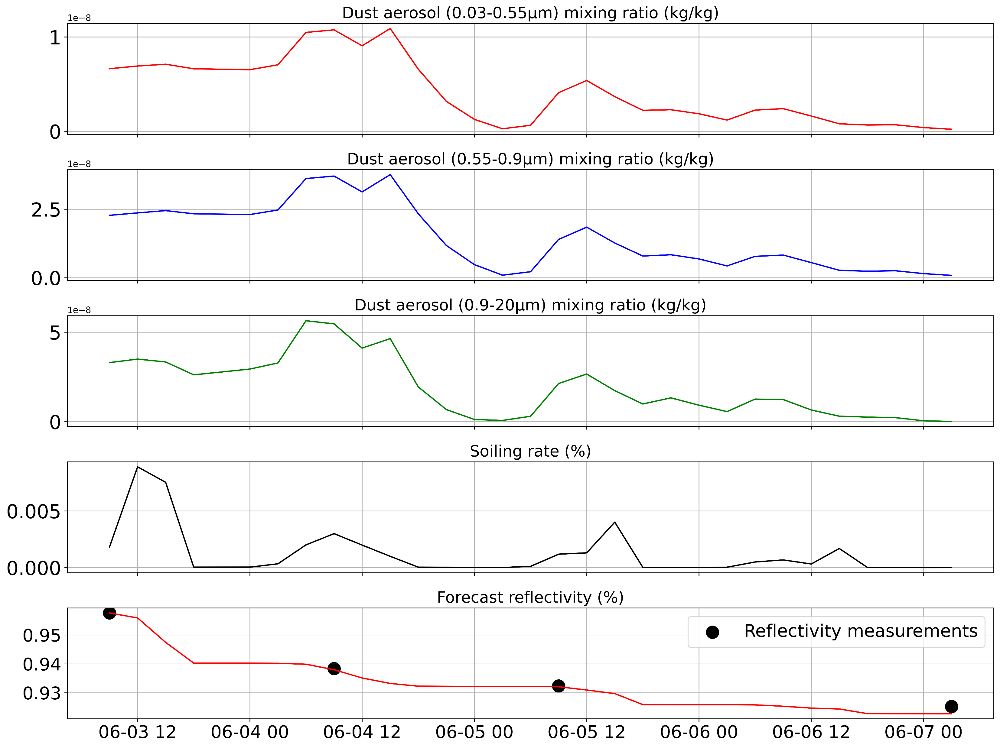 Dust aerosol (0.03-0.55µm) mixing ratio (kg/kg)
1e−8
1
0
Dust aerosol (0.55-0.9µm) mixing ratio (kg/kg)
1e−8
2.5
0.0
Dust aerosol (0.9-20µm) mixing ratio (kg/kg)
1e−8
5
0
Soiling rate (%)
0.005
0.000
Forecast reflectivity (%)
Reflectivity measurements
0.95
0.94
0.93
06-03 12 06-04 00 06-04 12 06-05 00 06-05 12 06-06 00 06-06 12 06-07 00